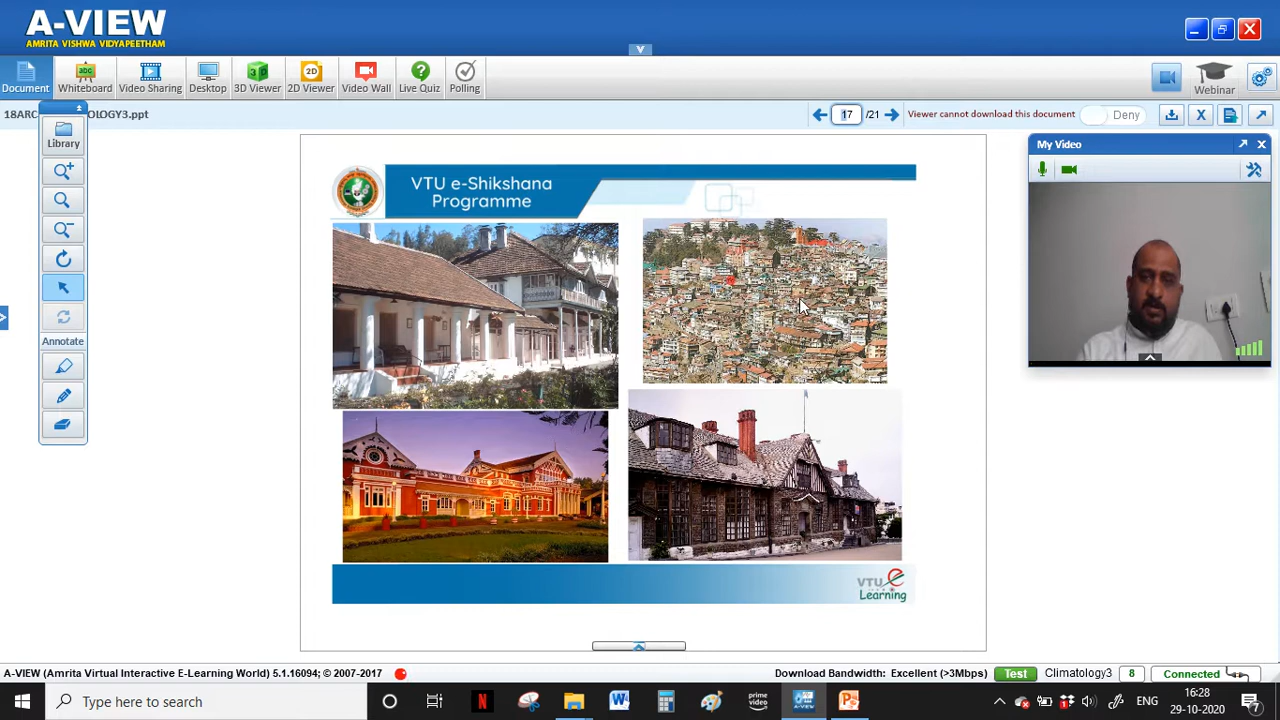 A-VIEW
AMRITA VISHWA VIDYAPEETHAM
Document
Whiteboard
Video Sharing
Desktop
3D Viewer
2D Viewer
Video Wall
Live Quiz
Polling
Webinar
18ARC
OLOGY3.ppt
17 /21
Viewer cannot download this document
Deny
Library
Annotate
My Video
VTU e-Shikshana
Programme
VTU e
Learning
A-VIEW (Amrita Virtual Interactive E-Learning World) 5.1.16094; © 2007-2017
Download Bandwidth: Excellent (>3Mbps)
Test
Climatology3
8
Connected
Type here to search
prime
video
ENG
16:28
29-10-2020
7